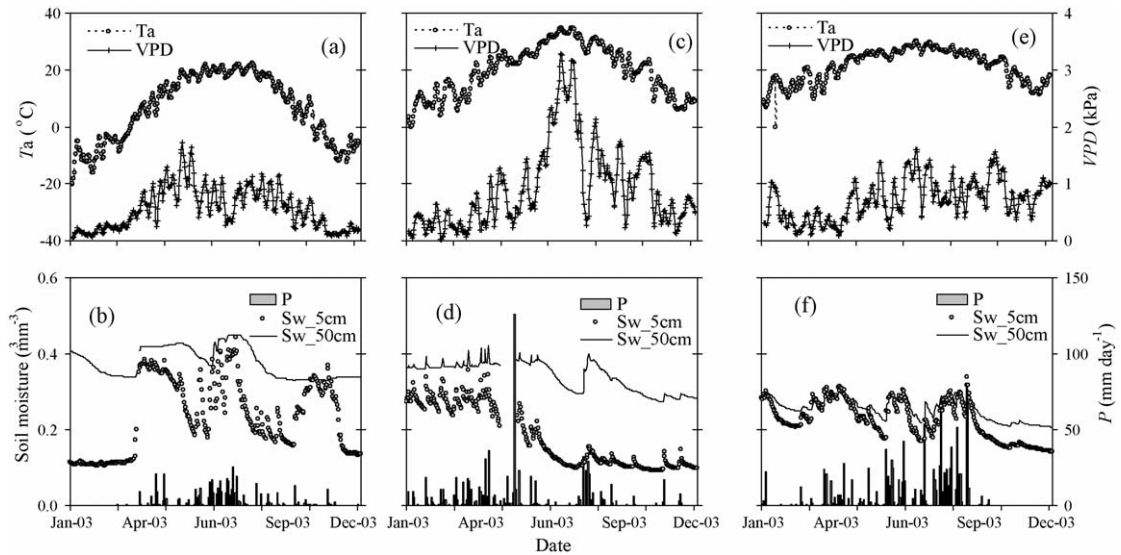 40
20
0
-20
-40
Ta (°C)
Ta
VPD
(a)
Ta
VPD
(c)
Ta
VPD
(e)
4
3
2
1
0
VPD (kPa)
0.6
0.4
0.2
0.0
Soil moisture (m³m⁻³)
(b)
P
Sw_5cm
Sw_50cm
(d)
P
Sw_5cm
Sw_50cm
(f)
P
Sw_5cm
Sw_50cm
150
100
50
0
P (mm day⁻¹)
Jan-03 Apr-03 Jun-03 Sep-03 Dec-03
Jan-03 Apr-03 Jun-03 Sep-03 Dec-03
Jan-03 Apr-03 Jun-03 Sep-03 Dec-03
Date